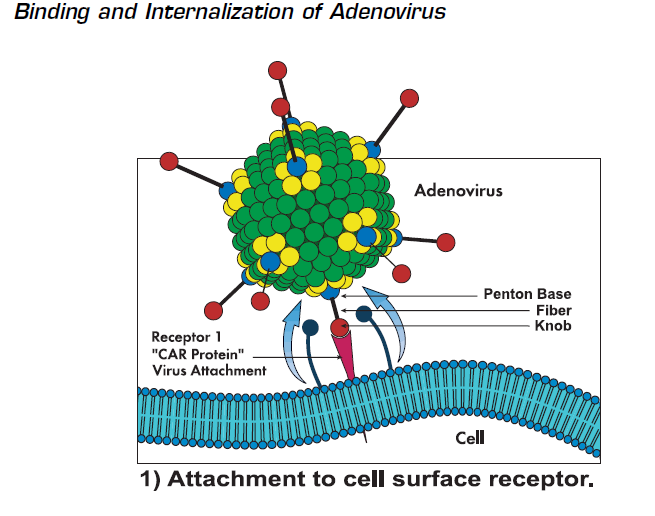 Binding and Internalization of Adenovirus
Adenovirus
Penton Base
Fiber
Knob
Receptor 1
"CAR Protein"
Virus Attachment
Cell
1) Attachment to cell surface receptor.